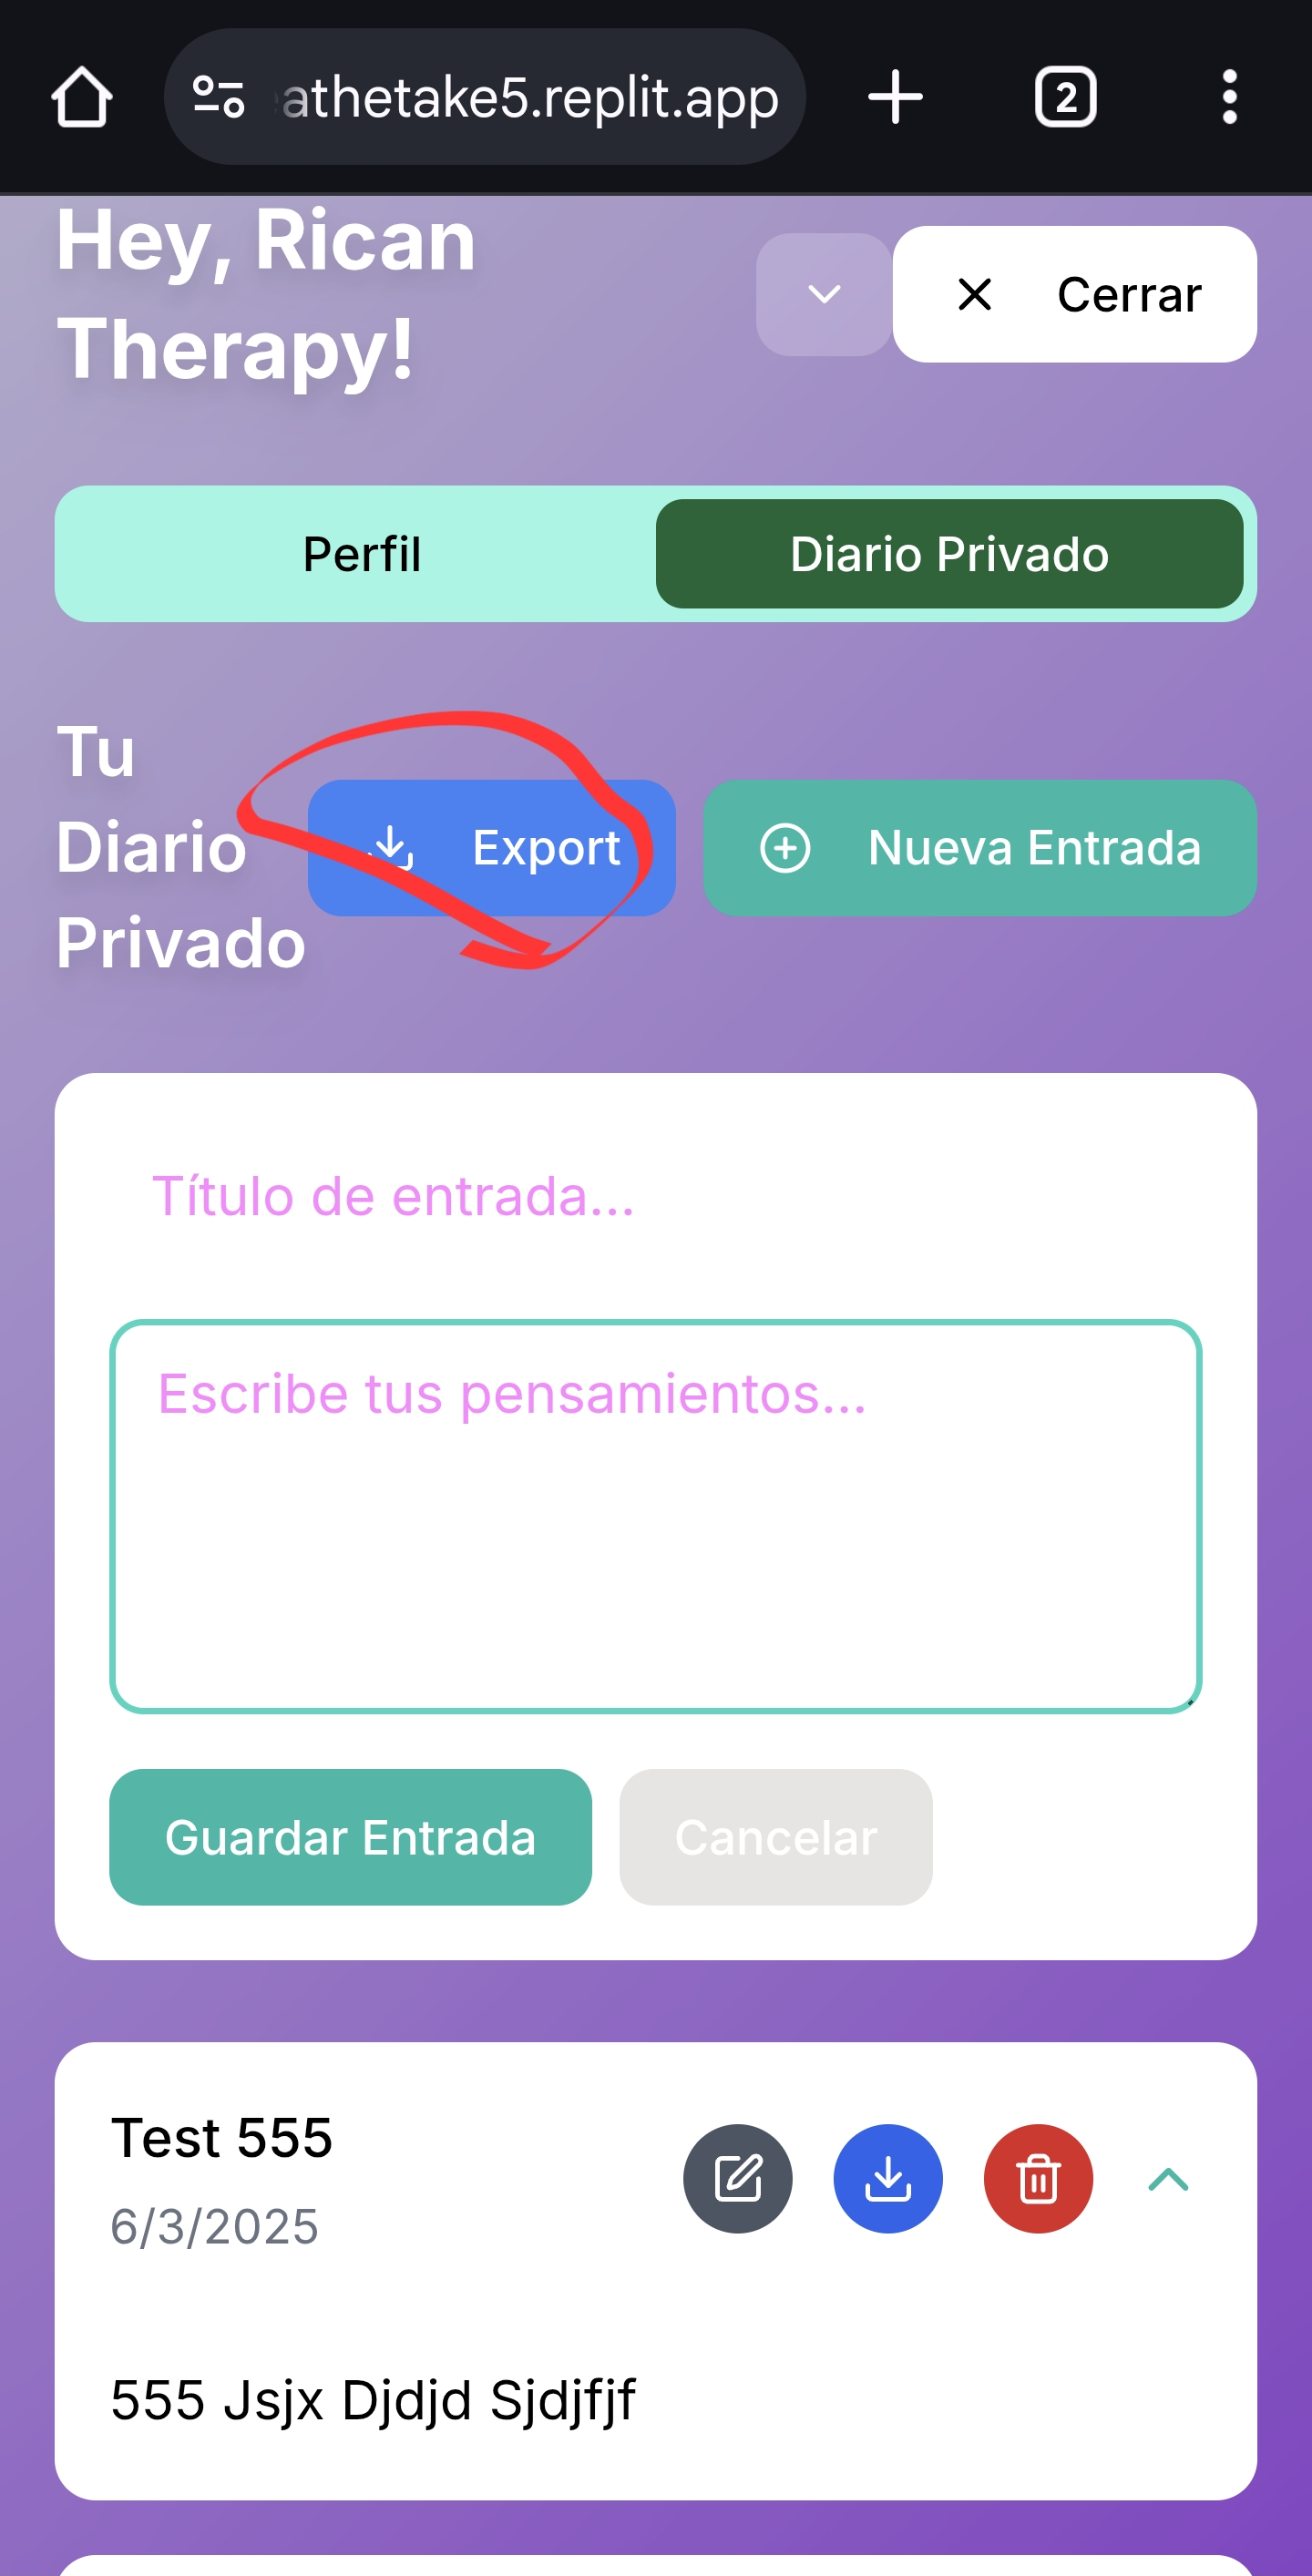 athetake5.replit.app
2
Hey, Rican
Therapy!
Cerrar
Perfil
Diario Privado
Tu
Diario
Privado
Export
Nueva Entrada
Título de entrada...
Escribe tus pensamientos...
Guardar Entrada
Cancelar
Test 555
6/3/2025
555 Jsjx Djdjd Sjdjfjf